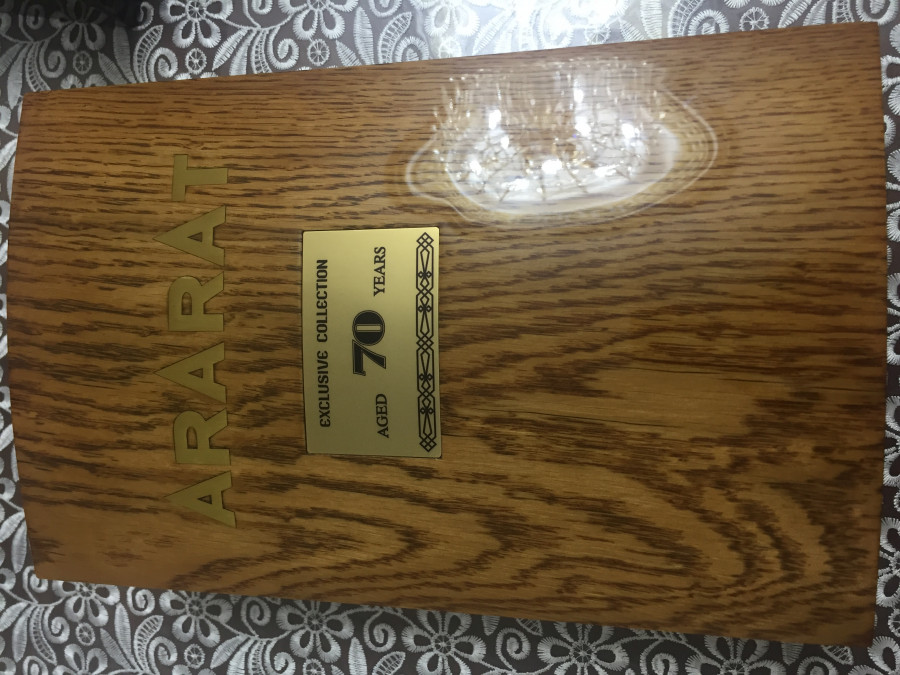 ARARAT
EXCLUSIVE COLLECTION
AGED 70 YEARS